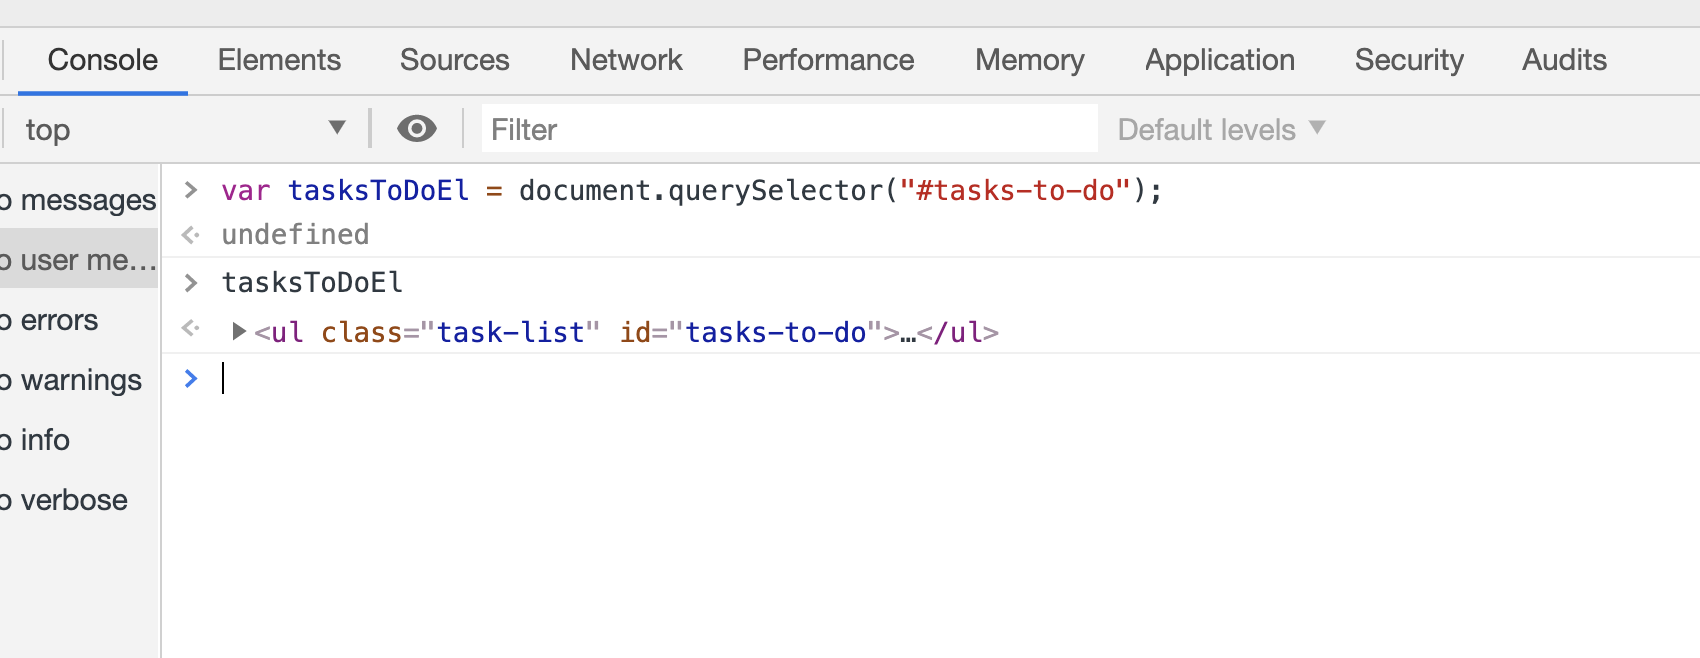 Console Elements Sources Network Performance Memory Application Security Audits
top Filter Default levels
o messages
o user me…
o errors
o warnings
o info
o verbose
> var tasksToDoEl = document.querySelector("#tasks-to-do");
undefined
> tasksToDoEl
<ul class="task-list" id="tasks-to-do">…</ul>
>